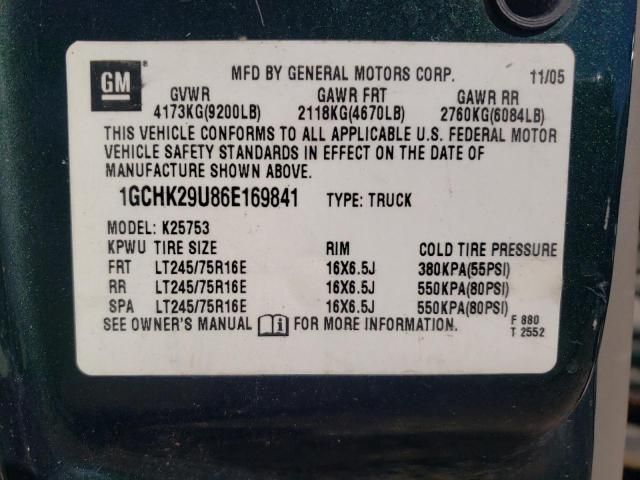 GM
MFD BY GENERAL MOTORS CORP. 11/05
GVWR GAWR FRT GAWR RR
4173KG(9200LB) 2118KG(4670LB) 2760KG(6084LB)
THIS VEHICLE CONFORMS TO ALL APPLICABLE U.S. FEDERAL MOTOR
VEHICLE SAFETY STANDARDS IN EFFECT ON THE DATE OF
MANUFACTURE SHOWN ABOVE.
1GCHK29U86E169841 TYPE: TRUCK
MODEL: K25753
KPWU TIRE SIZE RIM COLD TIRE PRESSURE
FRT LT245/75R16E 16X6.5J 380KPA(55PSI)
RR LT245/75R16E 16X6.5J 550KPA(80PSI)
SPA LT245/75R16E 16X6.5J 550KPA(80PSI)
SEE OWNER'S MANUAL FOR MORE INFORMATION. F 880
T 2552